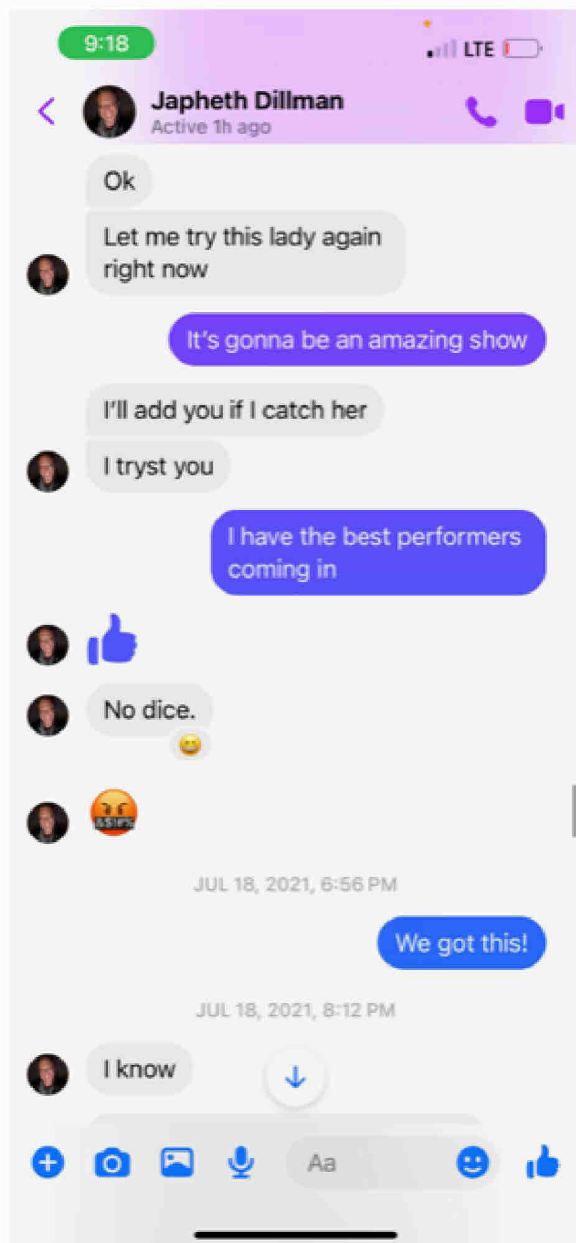 9:18
LTE
Japheth Dillman
Active 1h ago
Ok
Let me try this lady again
right now
It's gonna be an amazing show
I'll add you if I catch her
I tryst you
I have the best performers
coming in
No dice.
JUL 18, 2021, 6:56 PM
We got this!
JUL 18, 2021, 8:12 PM
I know
Aa